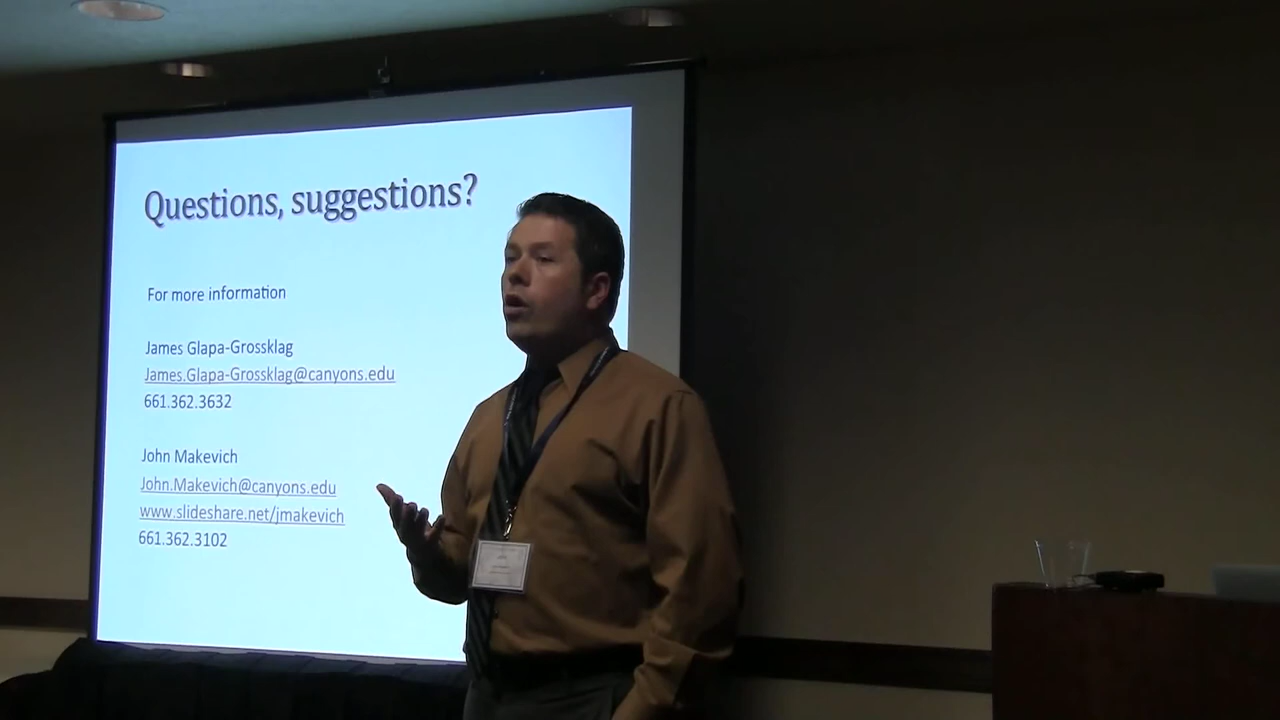 Questions, suggestions?
For more information
James Glapa-Grossklag
James.Glapa-Grossklag@canyons.edu
661.362.3632
John Makevich
John.Makevich@canyons.edu
www.slideshare.net/jmakevich
661.362.3102